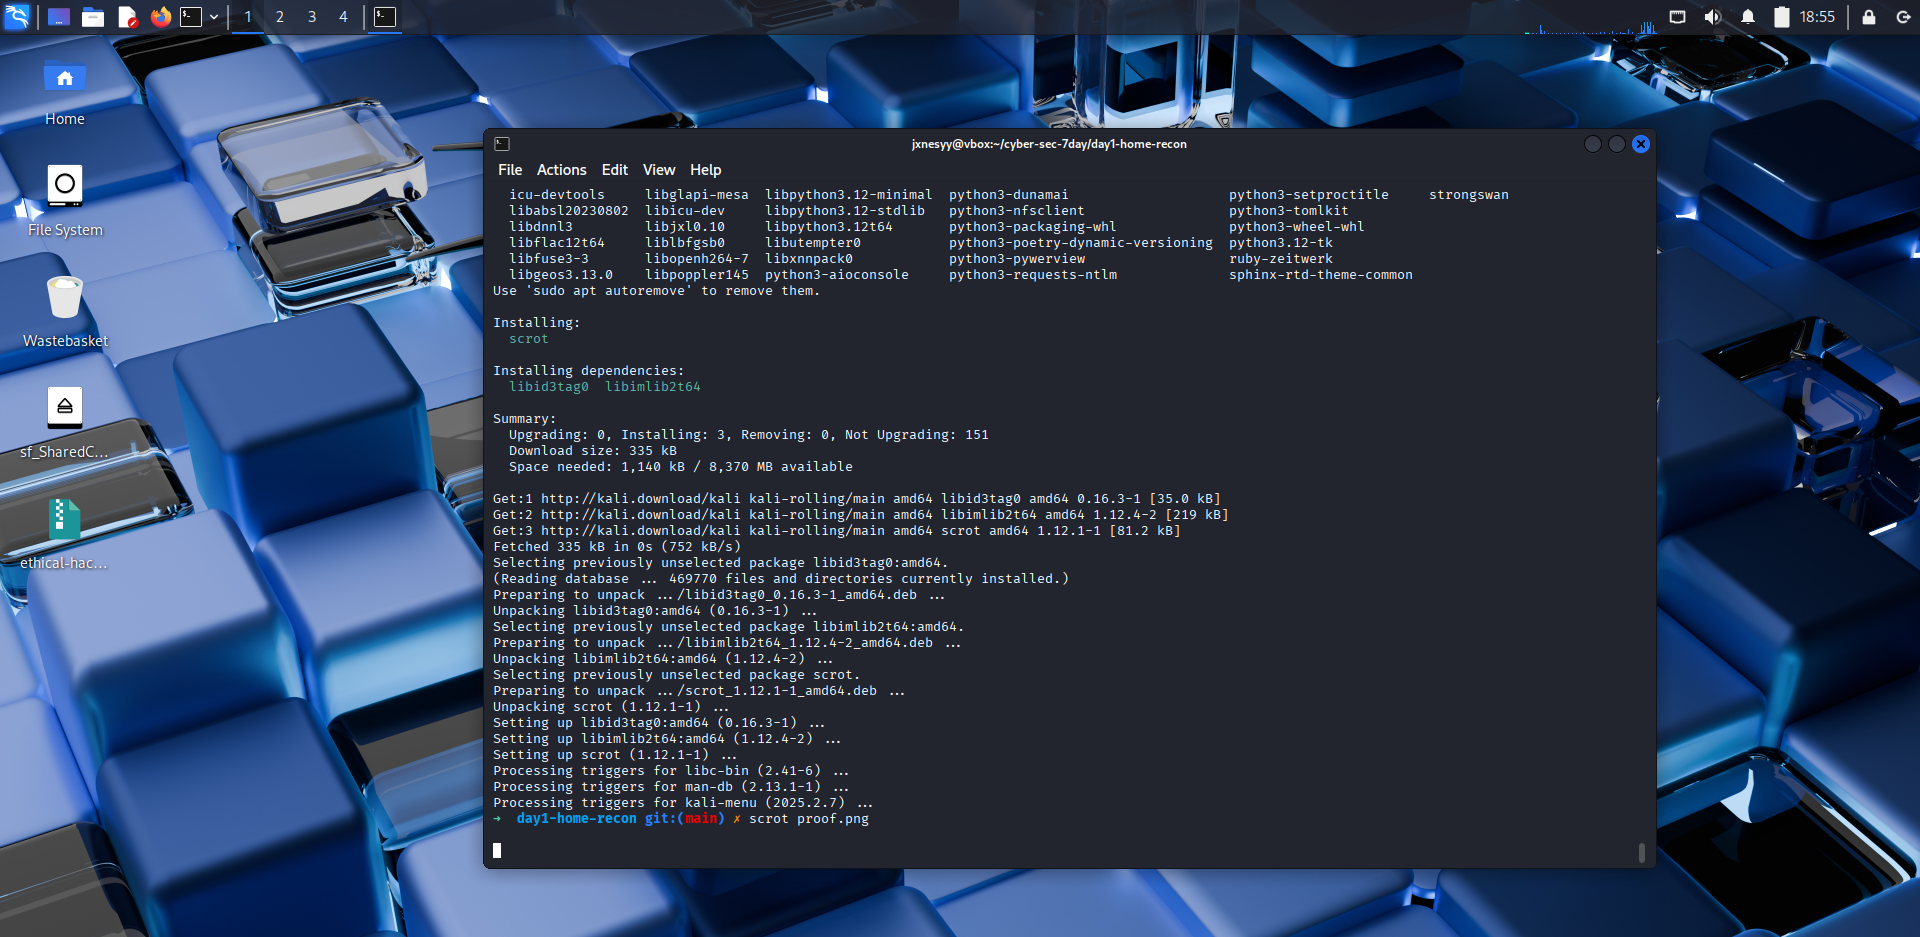 1 2 3 4
18:55
Home
File System
Wastebasket
sf_SharedC...
ethical-hac...
jxnesyy@vbox:~/cyber-sec-7day/day1-home-recon
File Actions Edit View Help
icu-devtools libglapi-mesa libpython3.12-minimal python3-dunamai python3-setproctitle strongswan
libabsl20230802 libicu-dev libpython3.12-stdlib python3-nfsclient python3-tomlkit
libdnnl3 libjxl0.10 libpython3.12t64 python3-packaging-whl python3-wheel-whl
libflac12t64 liblbfgsb0 libutempter0 python3-poetry-dynamic-versioning python3.12-tk
libfuse3-3 libopenh264-7 libxnnpack0 python3-pywerview ruby-zeitwerk
libgeos3.13.0 libpoppler145 python3-aioconsole python3-requests-ntlm sphinx-rtd-theme-common
Use 'sudo apt autoremove' to remove them.
Installing:
scrot
Installing dependencies:
libid3tag0 libimlib2t64
Summary:
Upgrading: 0, Installing: 3, Removing: 0, Not Upgrading: 151
Download size: 335 kB
Space needed: 1,140 kB / 8,370 MB available
Get:1 http://kali.download/kali kali-rolling/main amd64 libid3tag0 amd64 0.16.3-1 [35.0 kB]
Get:2 http://kali.download/kali kali-rolling/main amd64 libimlib2t64 amd64 1.12.4-2 [219 kB]
Get:3 http://kali.download/kali kali-rolling/main amd64 scrot amd64 1.12.1-1 [81.2 kB]
Fetched 335 kB in 0s (752 kB/s)
Selecting previously unselected package libid3tag0:amd64.
(Reading database ... 469770 files and directories currently installed.)
Preparing to unpack .../libid3tag0_0.16.3-1_amd64.deb ...
Unpacking libid3tag0:amd64 (0.16.3-1) ...
Selecting previously unselected package libimlib2t64:amd64.
Preparing to unpack .../libimlib2t64_1.12.4-2_amd64.deb ...
Unpacking libimlib2t64:amd64 (1.12.4-2) ...
Selecting previously unselected package scrot.
Preparing to unpack .../scrot_1.12.1-1_amd64.deb ...
Unpacking scrot (1.12.1-1) ...
Setting up libid3tag0:amd64 (0.16.3-1) ...
Setting up libimlib2t64:amd64 (1.12.4-2) ...
Setting up scrot (1.12.1-1) ...
Processing triggers for libc-bin (2.41-6) ...
Processing triggers for man-db (2.13.1-1) ...
Processing triggers for kali-menu (2025.2.7) ...
→ day1-home-recon git:(main) ✗ scrot proof.png